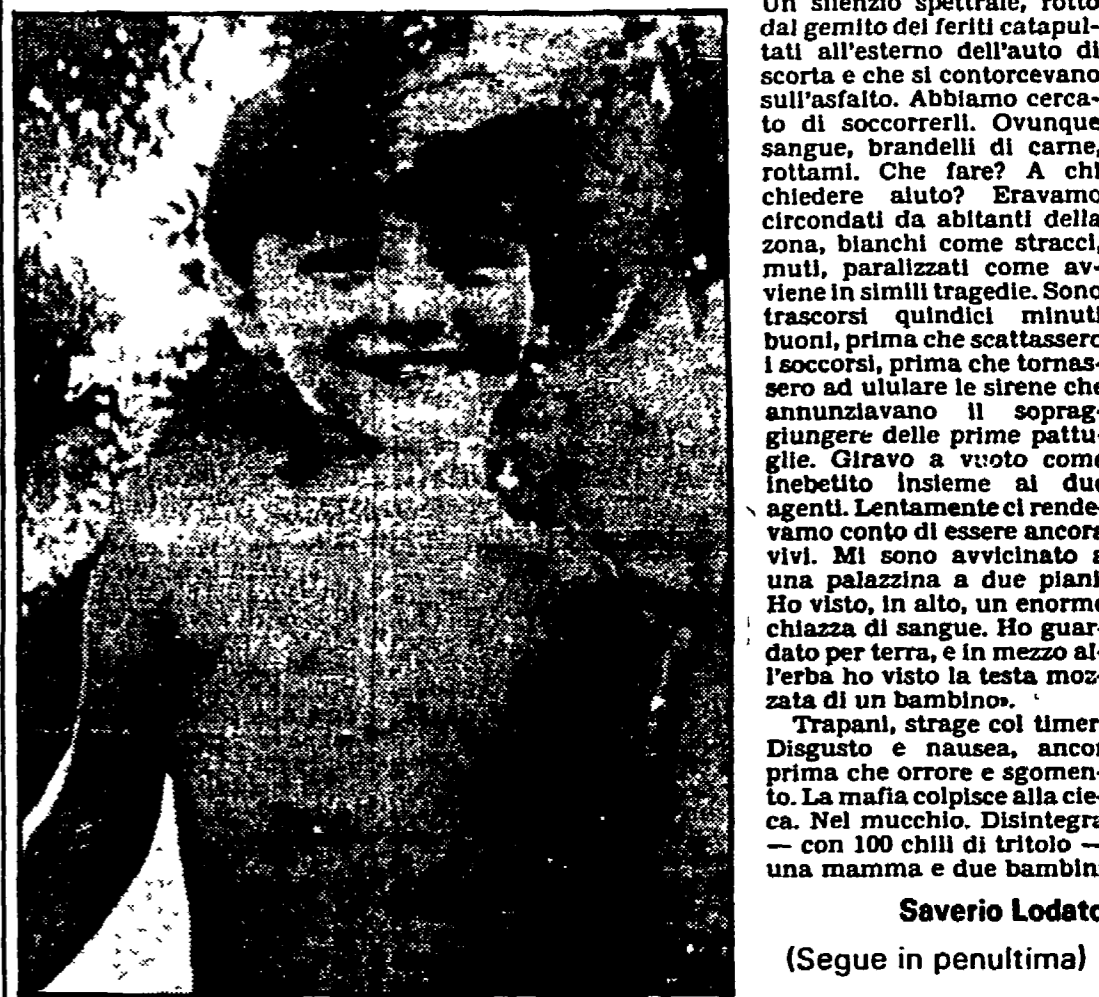 Un silenzio spettrale, rotto
dal gemito dei feriti catapul-
tati all'esterno dell'auto di
scorta e che si contorcevano
sull'asfalto. Abbiamo cerca-
to di soccorrerli. Ovunque
sangue, brandelli di carne,
rottami. Che fare? A chi
chiedere aiuto? Eravamo
circondati da abitanti della
zona, bianchi come stracci,
muti, paralizzati come av-
viene in simili tragedie. Sono
trascorsi quindici minuti
buoni, prima che scattassero
i soccorsi, prima che tornas-
sero ad ululare le sirene che
annunziavano il soprag-
giungere delle prime pattu-
glie. Giravo a vuoto come
inebetito insieme ai due
agenti. Lentamente ci rende-
vamo conto di essere ancora
vivi. Mi sono avvicinato a
una palazzina a due piani
Ho visto, in alto, un enorme
chiazza di sangue. Ho guar-
dato per terra, e in mezzo al-
l'erba ho visto la testa moz-
zata di un bambino».
Trapani, strage col timer
Disgusto e nausea, ancor
prima che orrore e sgomen-
to. La mafia colpisce alla cie-
ca. Nel mucchio. Disintegra
— con 100 chili di tritolo —
una mamma e due bambini
Saverio Lodato
(Segue in penultima)